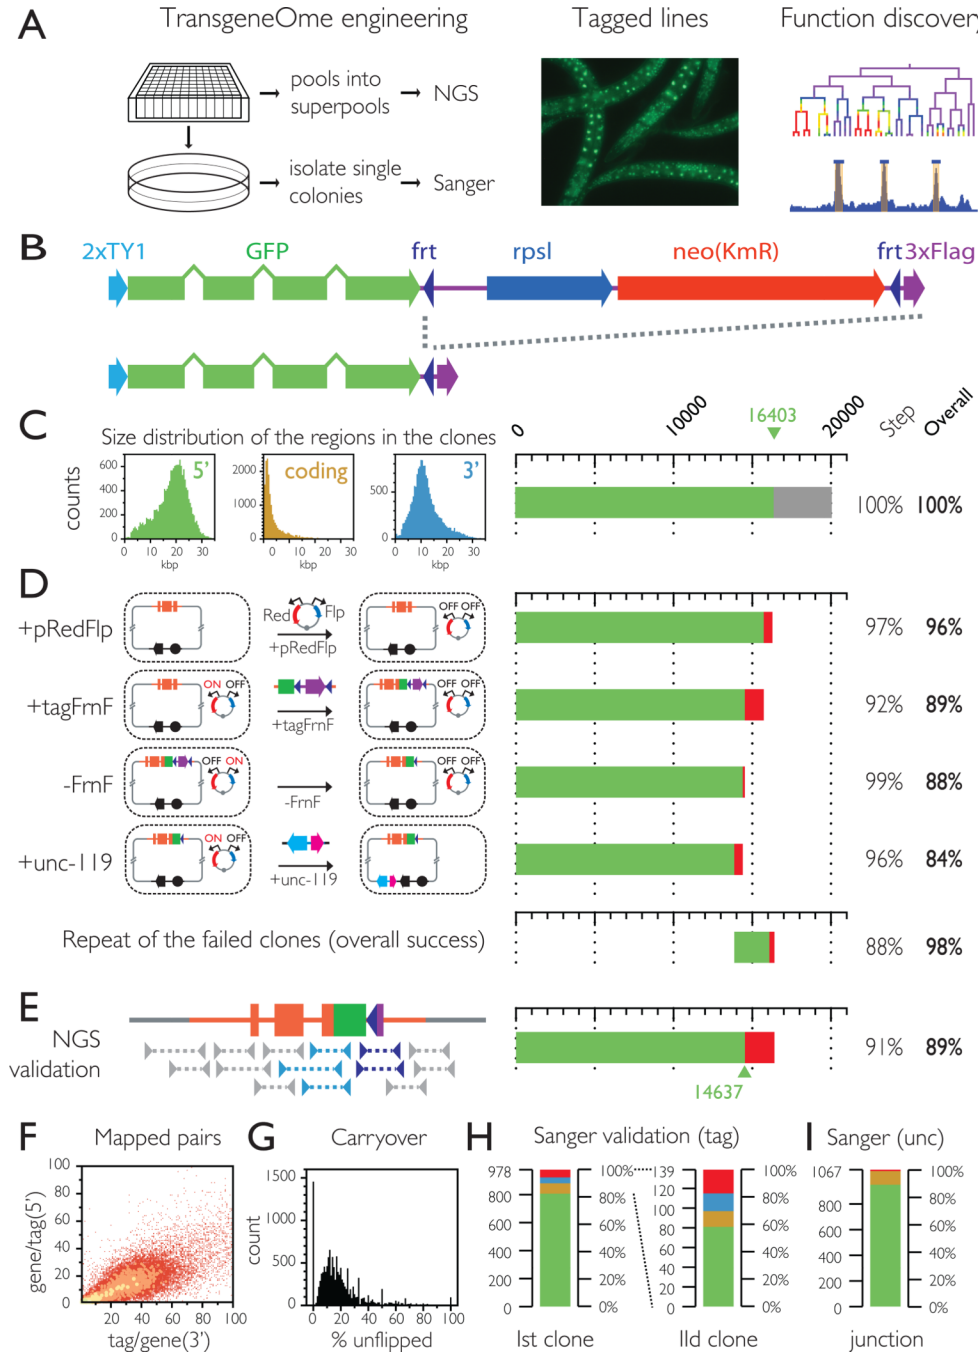 A TransgeneOme engineering Tagged lines Function discovery
pools into superpools NGS
isolate single colonies Sanger
B
2xTY1 GFP frt rpsl neo(KmR) frt 3xFlag
C
Size distribution of the regions in the clones
5' coding 3'
counts
600 400 200 0
2000 1000 0
500 0
0 10 20 30
kbp
0 10 20 30
kbp
0 10 20 30
kbp
0 10000 16403 20000 Step Overall
100% 100%
D
+pRedFlp Red Flp +pRedFlp OFF OFF 97% 96%
+tagFrnF ON OFF +tagFrnF OFF OFF 92% 89%
-FrnF OFF ON -FrnF OFF OFF 99% 88%
+unc-119 ON OFF +unc-119 84% 96%
Repeat of the failed clones (overall success) 88% 98%
E
NGS validation
14637
91% 89%
F Mapped pairs
gene/tag(5')
100 80 60 40 20 0
20 40 60 80 100
tag/gene(3')
G Carryover
count
1500 1000 500 0
0 20 40 60 80 100
% unflipped
H Sanger validation (tag)
978 800 600 400 200 0
100% 80% 60% 40% 20% 0%
Ist clone
139 120 100 80 60 40 20 0
100% 80% 60% 40% 20% 0%
IId clone
I Sanger (unc)
1067 800 600 400 200 0
100% 80% 60% 40% 20% 0%
junction